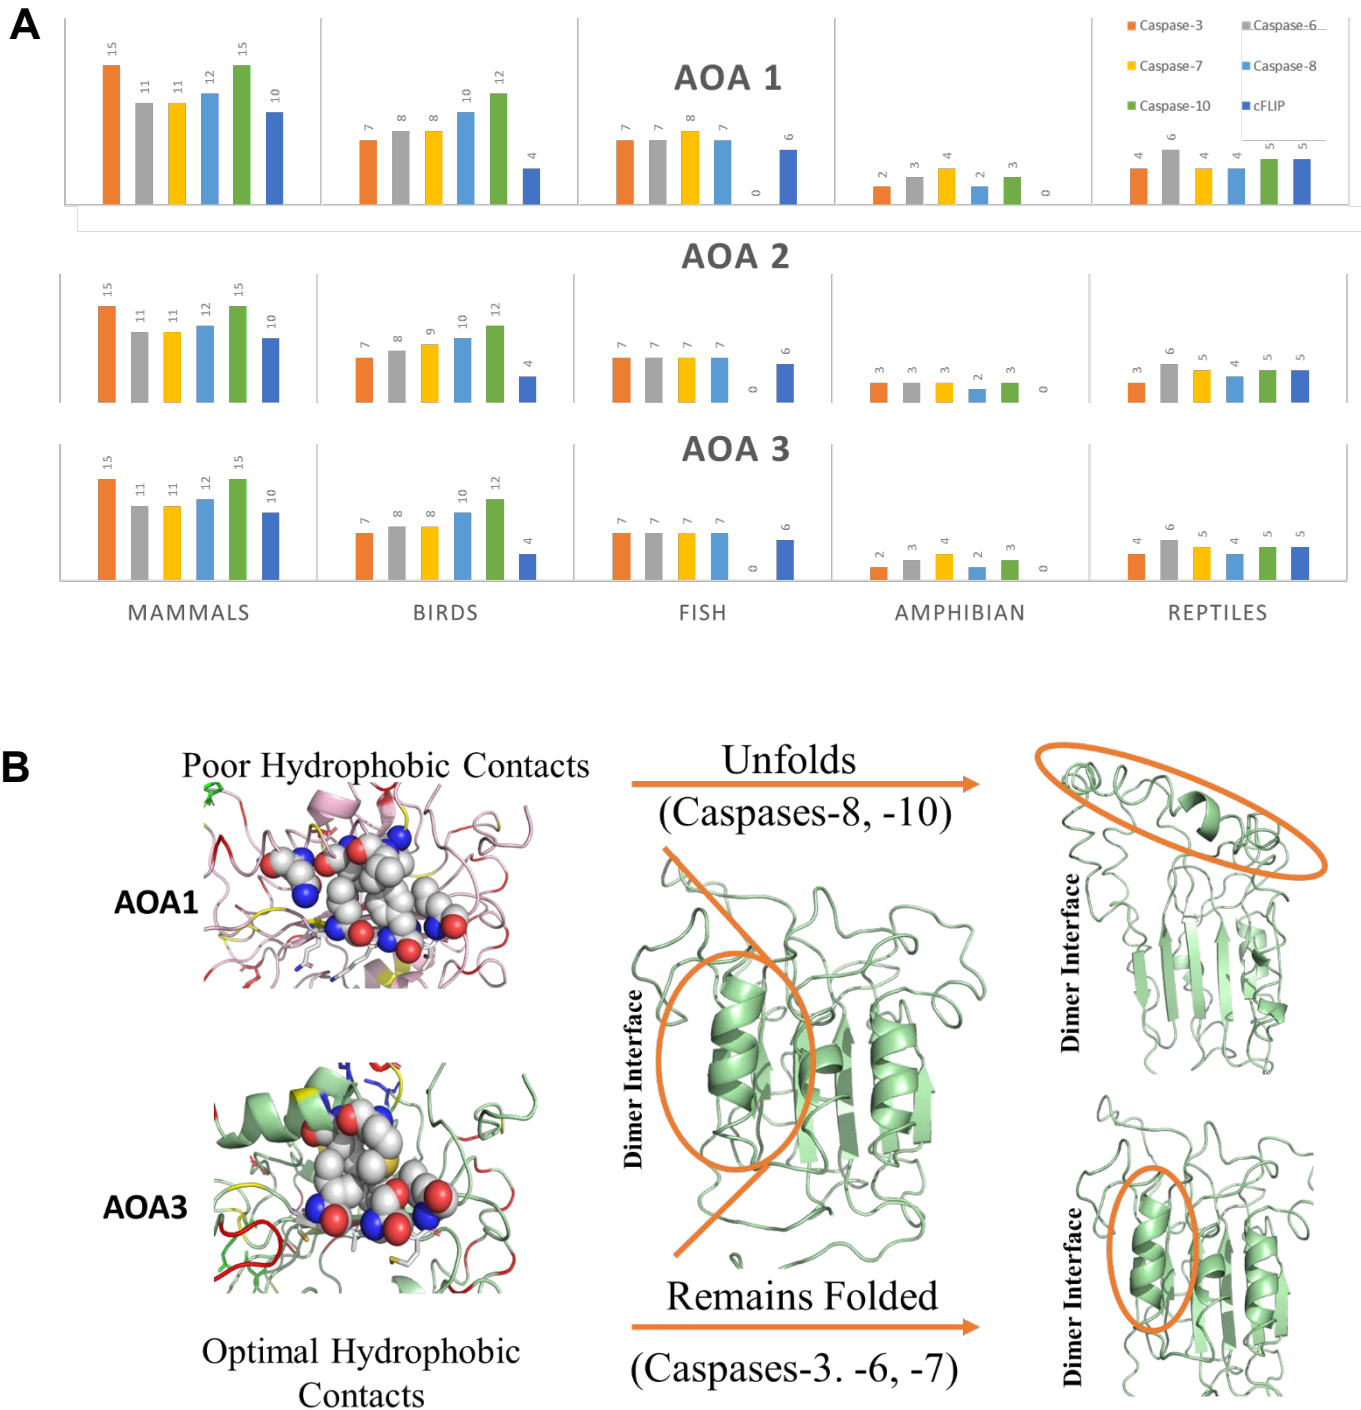 A
AOA 1
Caspase-3
Caspase-6
Caspase-7
Caspase-8
Caspase-10
cFLIP
15 11 11 12 15 10
7 8 8 10 12 4
7 7 8 7 0 6
2 3 4 2 3 0
4 6 4 4 5 5
AOA 2
15 11 11 12 15 10
7 8 9 10 12 4
7 7 7 7 0 6
3 3 3 2 3 0
3 6 5 4 5 5
AOA 3
15 11 11 12 15 10
7 8 8 10 12 4
7 7 7 7 0 6
2 3 4 2 3 0
4 6 5 4 5 5
MAMMALS
BIRDS
FISH
AMPHIBIAN
REPTILES
B
Poor Hydrophobic Contacts
AOA1
AOA3
Optimal Hydrophobic
Contacts
Unfolds
(Caspases-8, -10)
Dimer Interface
Remains Folded
(Caspases-3. -6, -7)
Dimer Interface
Dimer Interface